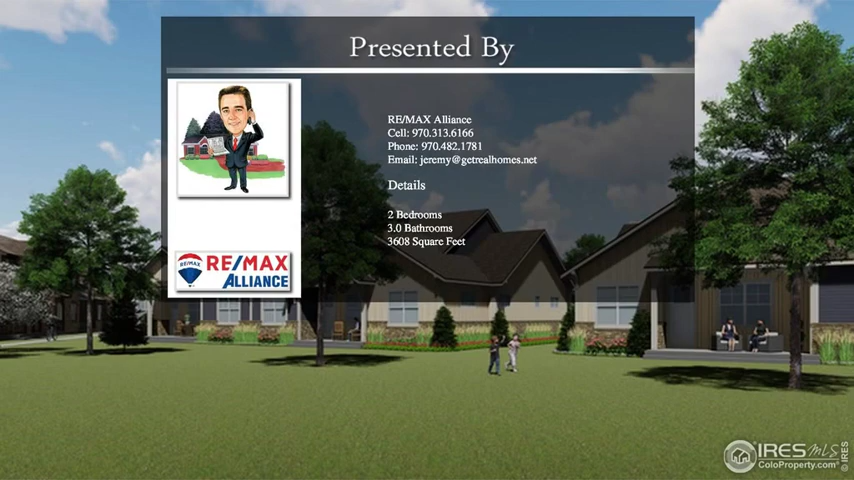 Presented By
RE/MAX Alliance
Cell: 970.313.6166
Phone: 970.482.1781
Email: jeremy@getrealhomes.net
Details
2 Bedrooms
3.0 Bathrooms
3608 Square Feet
RE/MAX
RE/MAX
ALLIANCE
IRES MLS
ColoProperty.com®
© IRES